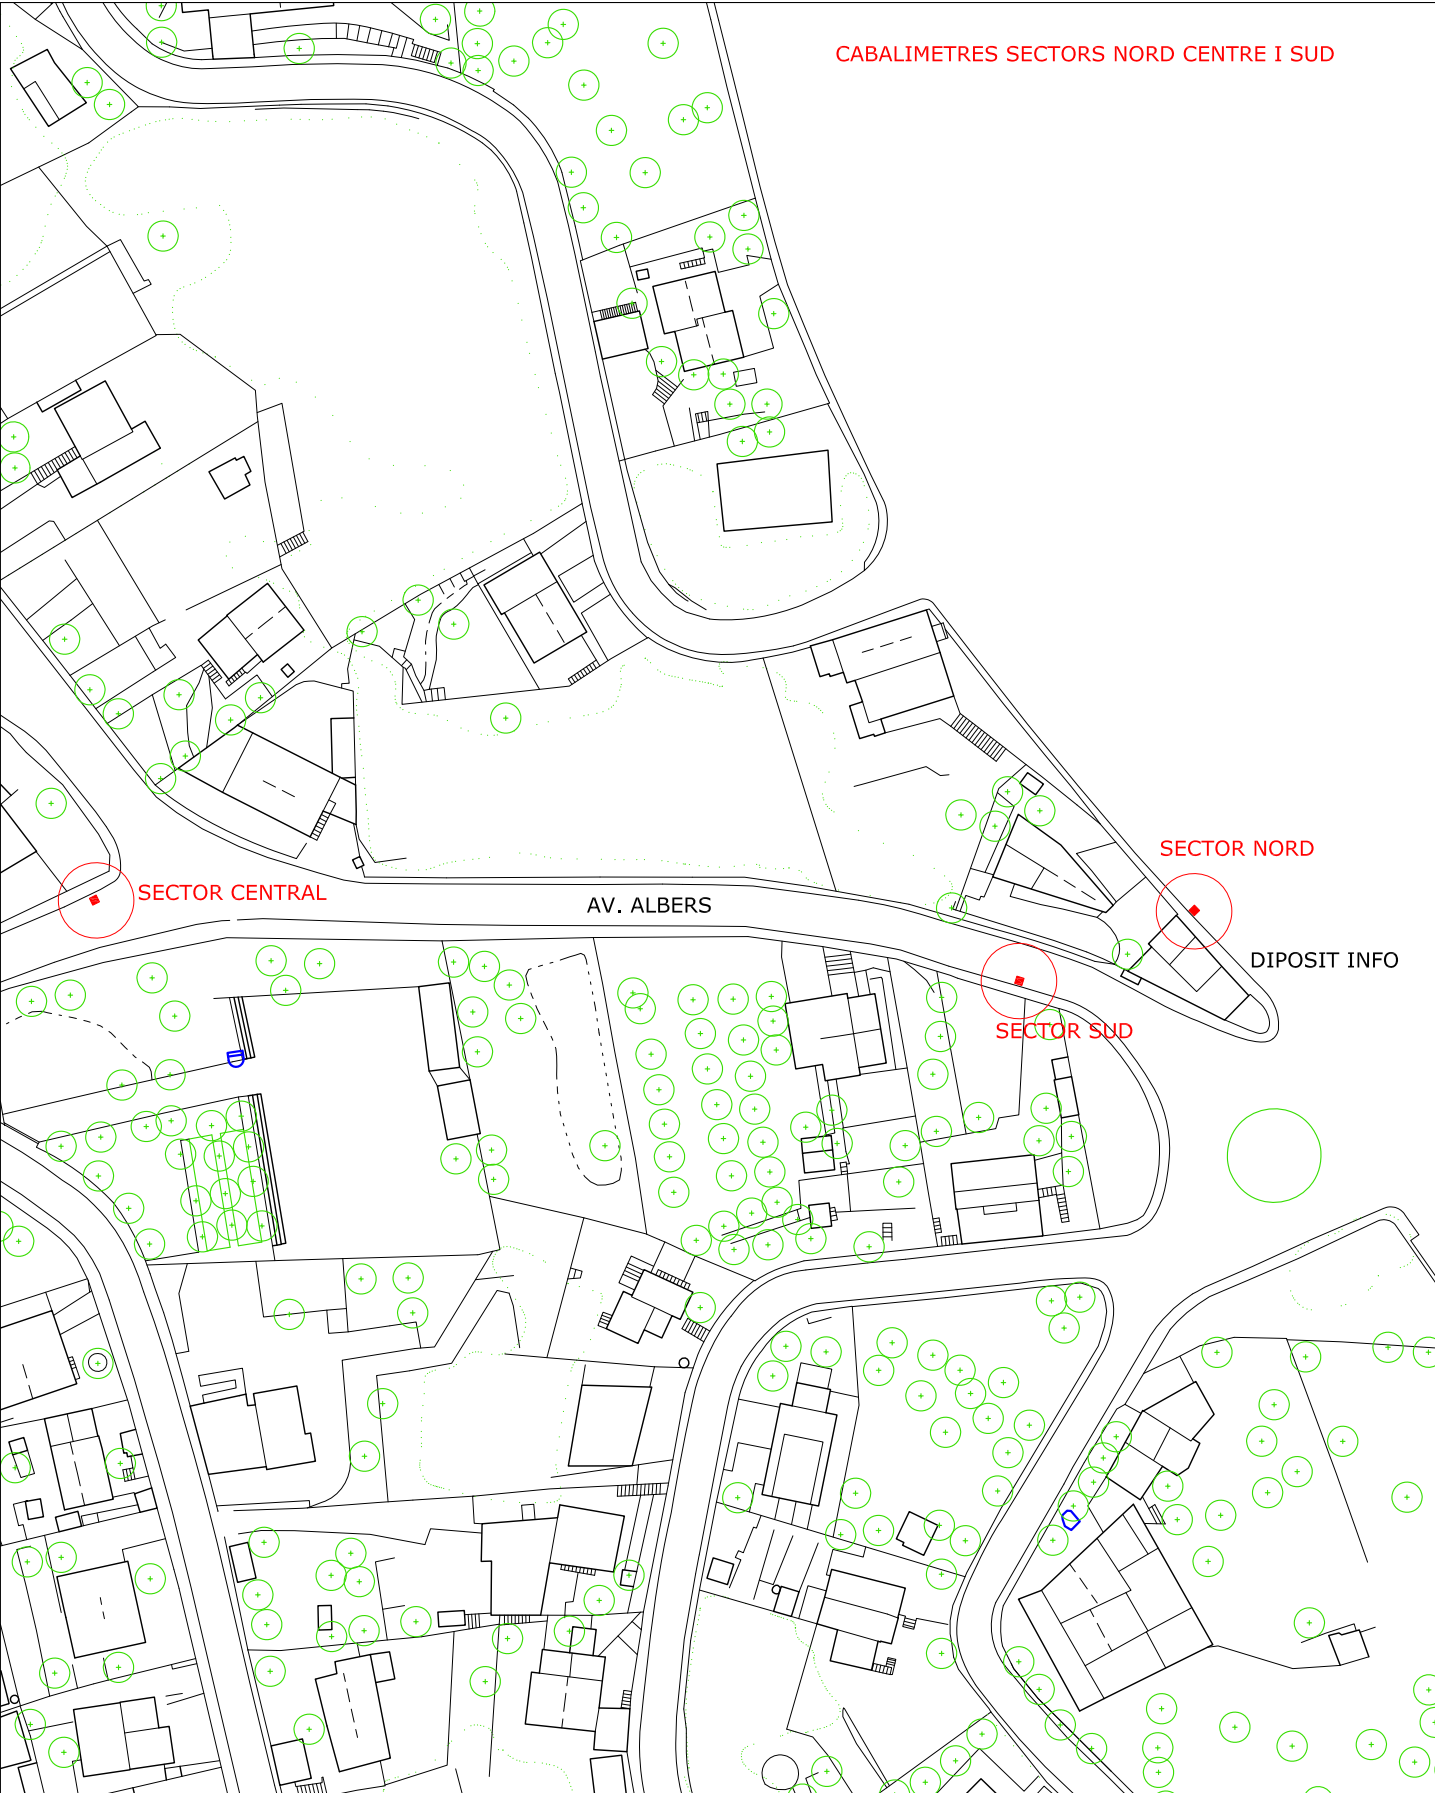 CABALIMETRES SECTORS NORD CENTRE I SUD
SECTOR NORD
SECTOR CENTRAL
AV. ALBERS
DIPOSIT INFO
SECTOR SUD